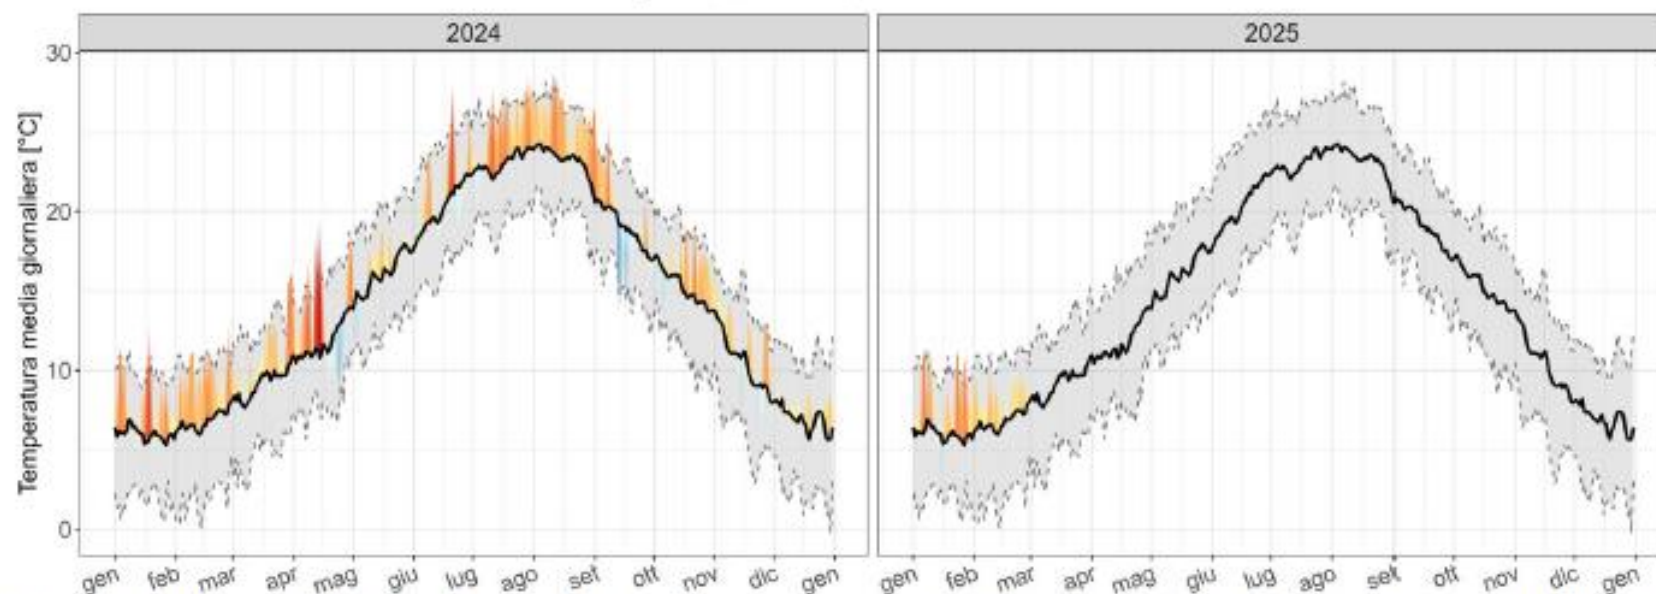 2024
2025
Temperatura media giornaliera [°C]
30
20
10
0
gen feb mar apr mag giu lug ago set ott nov dic gen
gen feb mar apr mag giu lug ago set ott nov dic gen